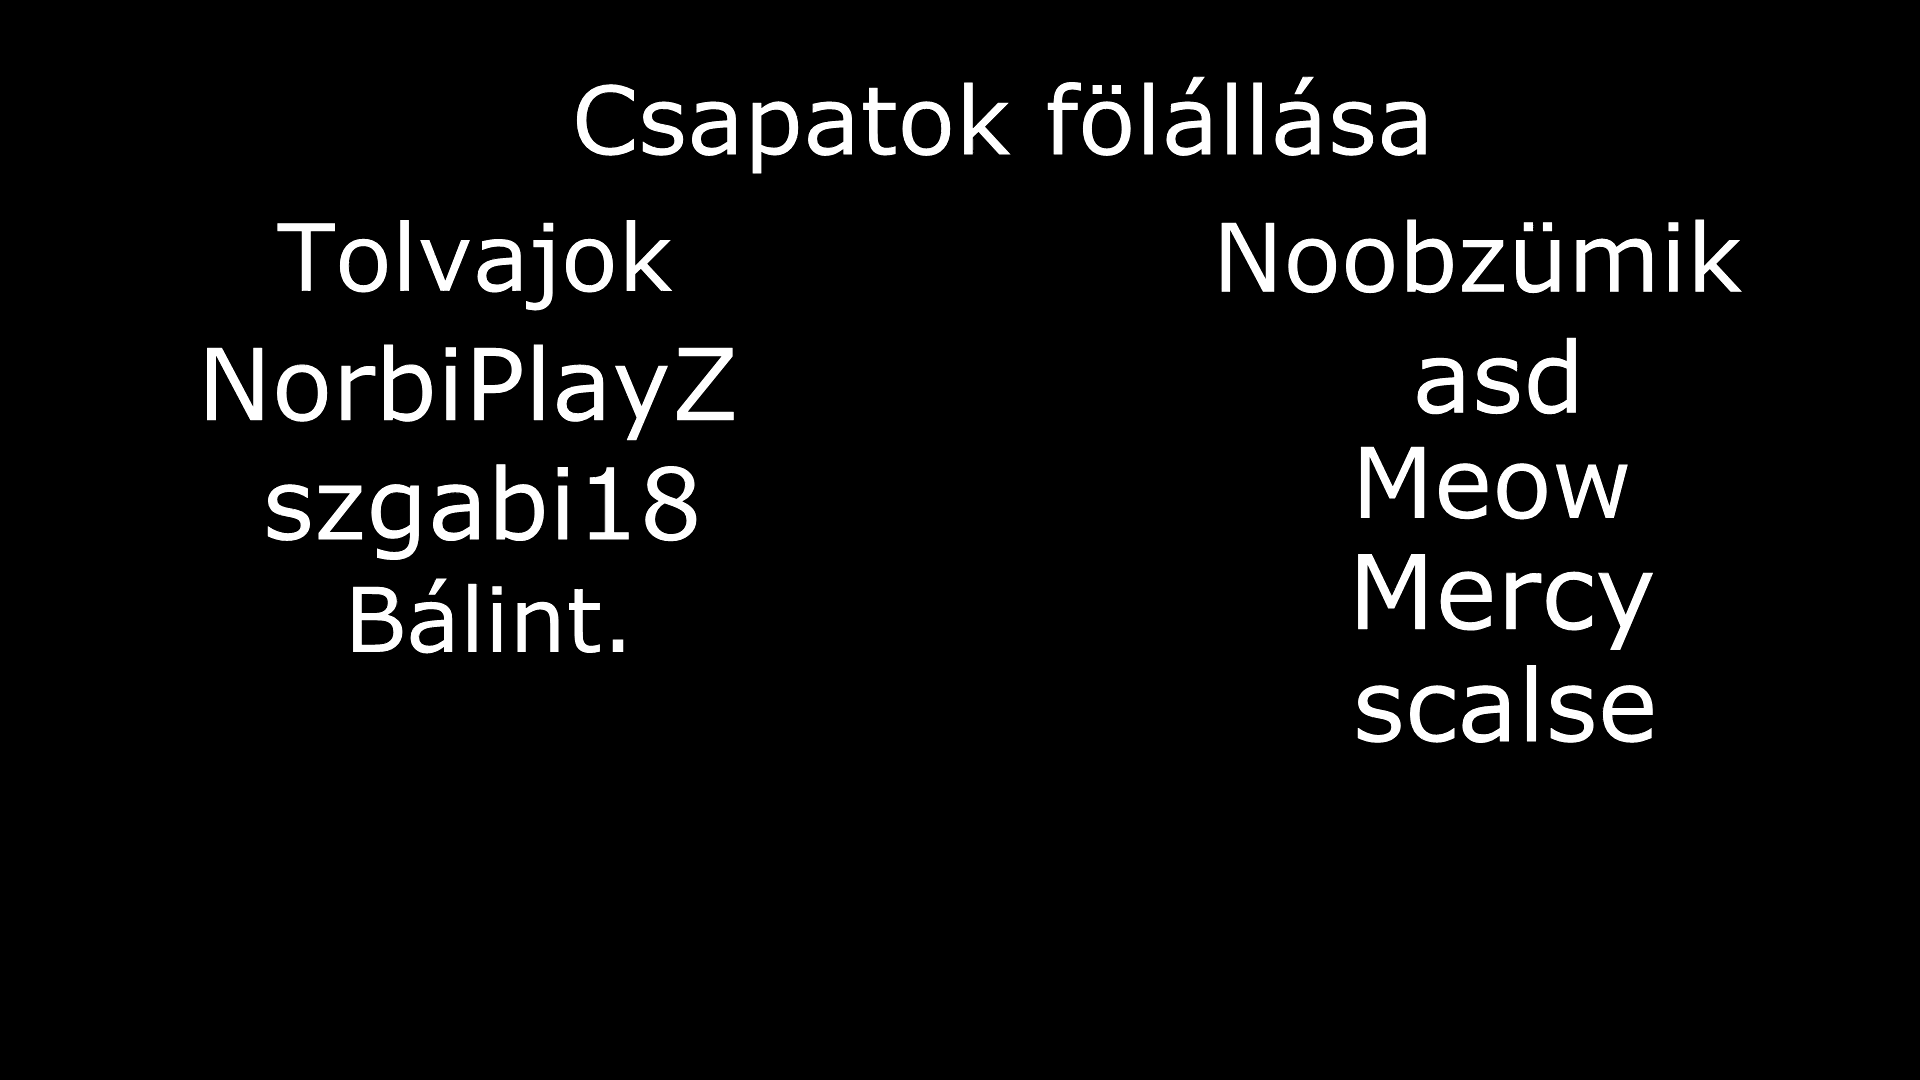 Csapatok fölállása
Tolvajok
NorbiPlayZ
szgabi18
Bálint.
Noobzümik
asd
Meow
Mercy
scalse